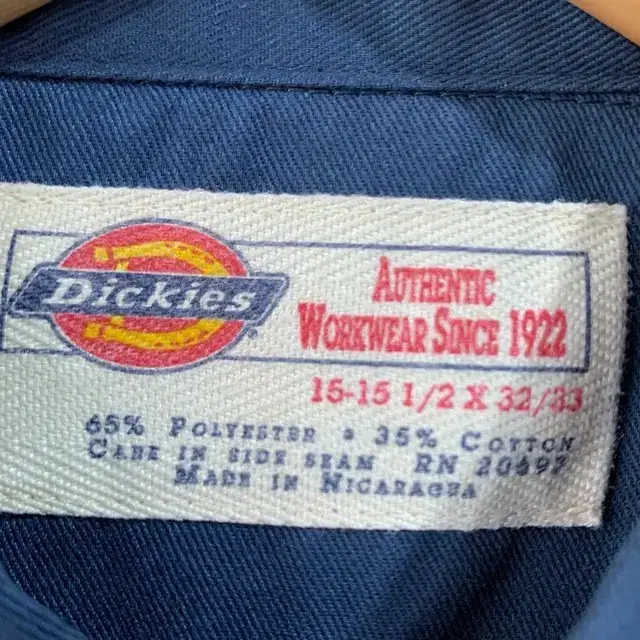 Dickies
AUTHENTIC
WORKWEAR SINCE 1922
15-15 1/2 X 32/33
65% POLYESTER & 35% COTTON
CARE IN SIDE SEAM RN 20697
MADE IN NICARAGUA